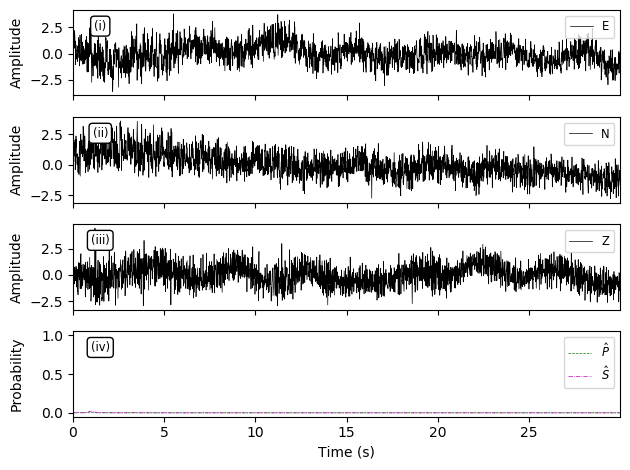 (i)
E
Amplitude
2.5
0.0
−2.5
(ii)
N
Amplitude
2.5
0.0
−2.5
(iii)
Z
Amplitude
2.5
0.0
−2.5
(iv)
P̂
Ŝ
Probability
1.0
0.5
0.0
0 5 10 15 20 25
Time (s)